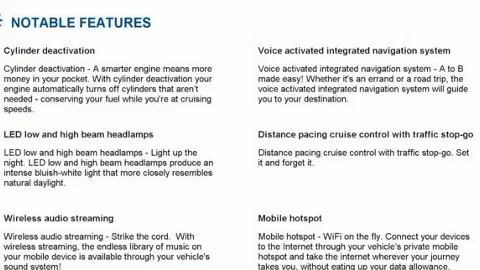 NOTABLE FEATURES
Cylinder deactivation
Cylinder deactivation - A smarter engine means more
money in your pocket. With cylinder deactivation your
engine automatically turns off cylinders that aren't
needed - conserving your fuel while you're at cruising
speeds.
Voice activated integrated navigation system
Voice activated integrated navigation system - A to B
made easy! Whether it's an errand or a road trip, the
voice activated integrated navigation system will guide
you to your destination.
LED low and high beam headlamps
LED low and high beam headlamps - Light up the
night. LED low and high beam headlamps produce an
intense bluish-white light that more closely resembles
natural daylight.
Distance pacing cruise control with traffic stop-go
Distance pacing cruise control with traffic stop-go. Set
it and forget it.
Wireless audio streaming
Wireless audio streaming - Strike the cord. With
wireless streaming, the endless library of music on
your mobile device is available through your vehicle's
sound system!
Mobile hotspot
Mobile hotspot - WiFi on the fly. Connect your devices
to the Internet through your vehicle's private mobile
hotspot and take the internet wherever your journey
takes you, without eating up your data allowance.